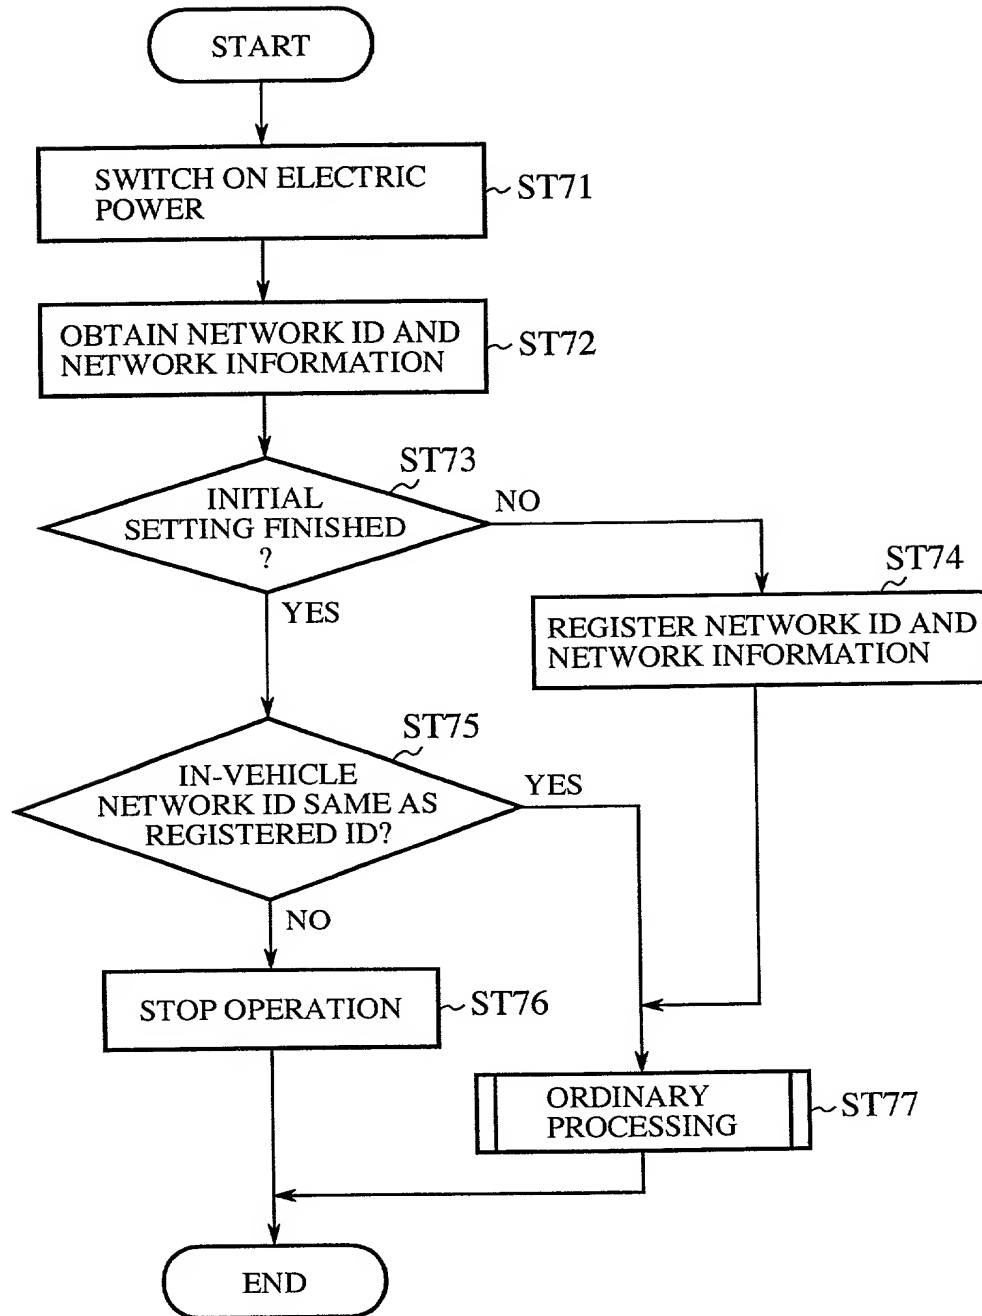 START
SWITCH ON ELECTRIC
POWER
ST71
OBTAIN NETWORK ID AND
NETWORK INFORMATION
ST72
ST73
INITIAL
SETTING FINISHED
?
NO
YES
ST74
REGISTER NETWORK ID AND
NETWORK INFORMATION
ST75
IN-VEHICLE
NETWORK ID SAME AS
REGISTERED ID?
YES
NO
STOP OPERATION
ST76
ORDINARY
PROCESSING
ST77
END